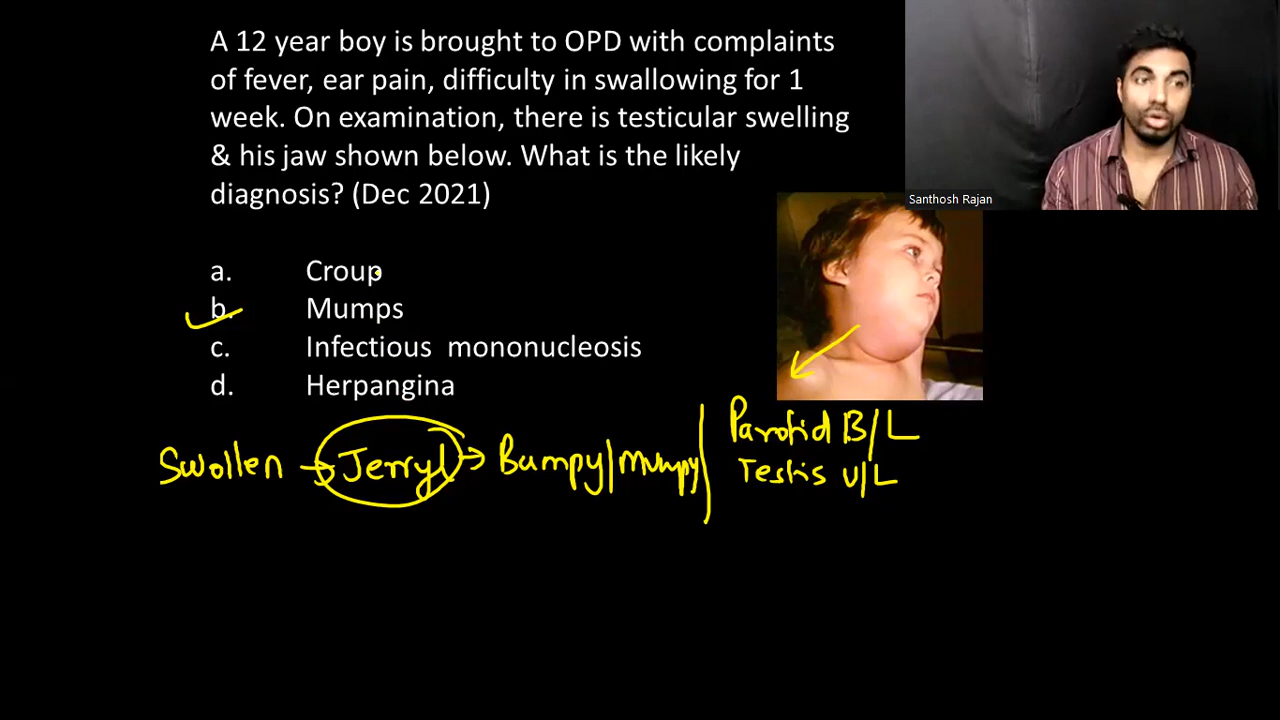 A 12 year boy is brought to OPD with complaints
of fever, ear pain, difficulty in swallowing for 1
week. On examination, there is testicular swelling
& his jaw shown below. What is the likely
diagnosis? (Dec 2021)
Santhosh Rajan
a. Croup
b. Mumps
c. Infectious mononucleosis
d. Herpangina
Parotid B/L
Swollen → Jerryl → Bumpy/Mumpy
Testis U/L